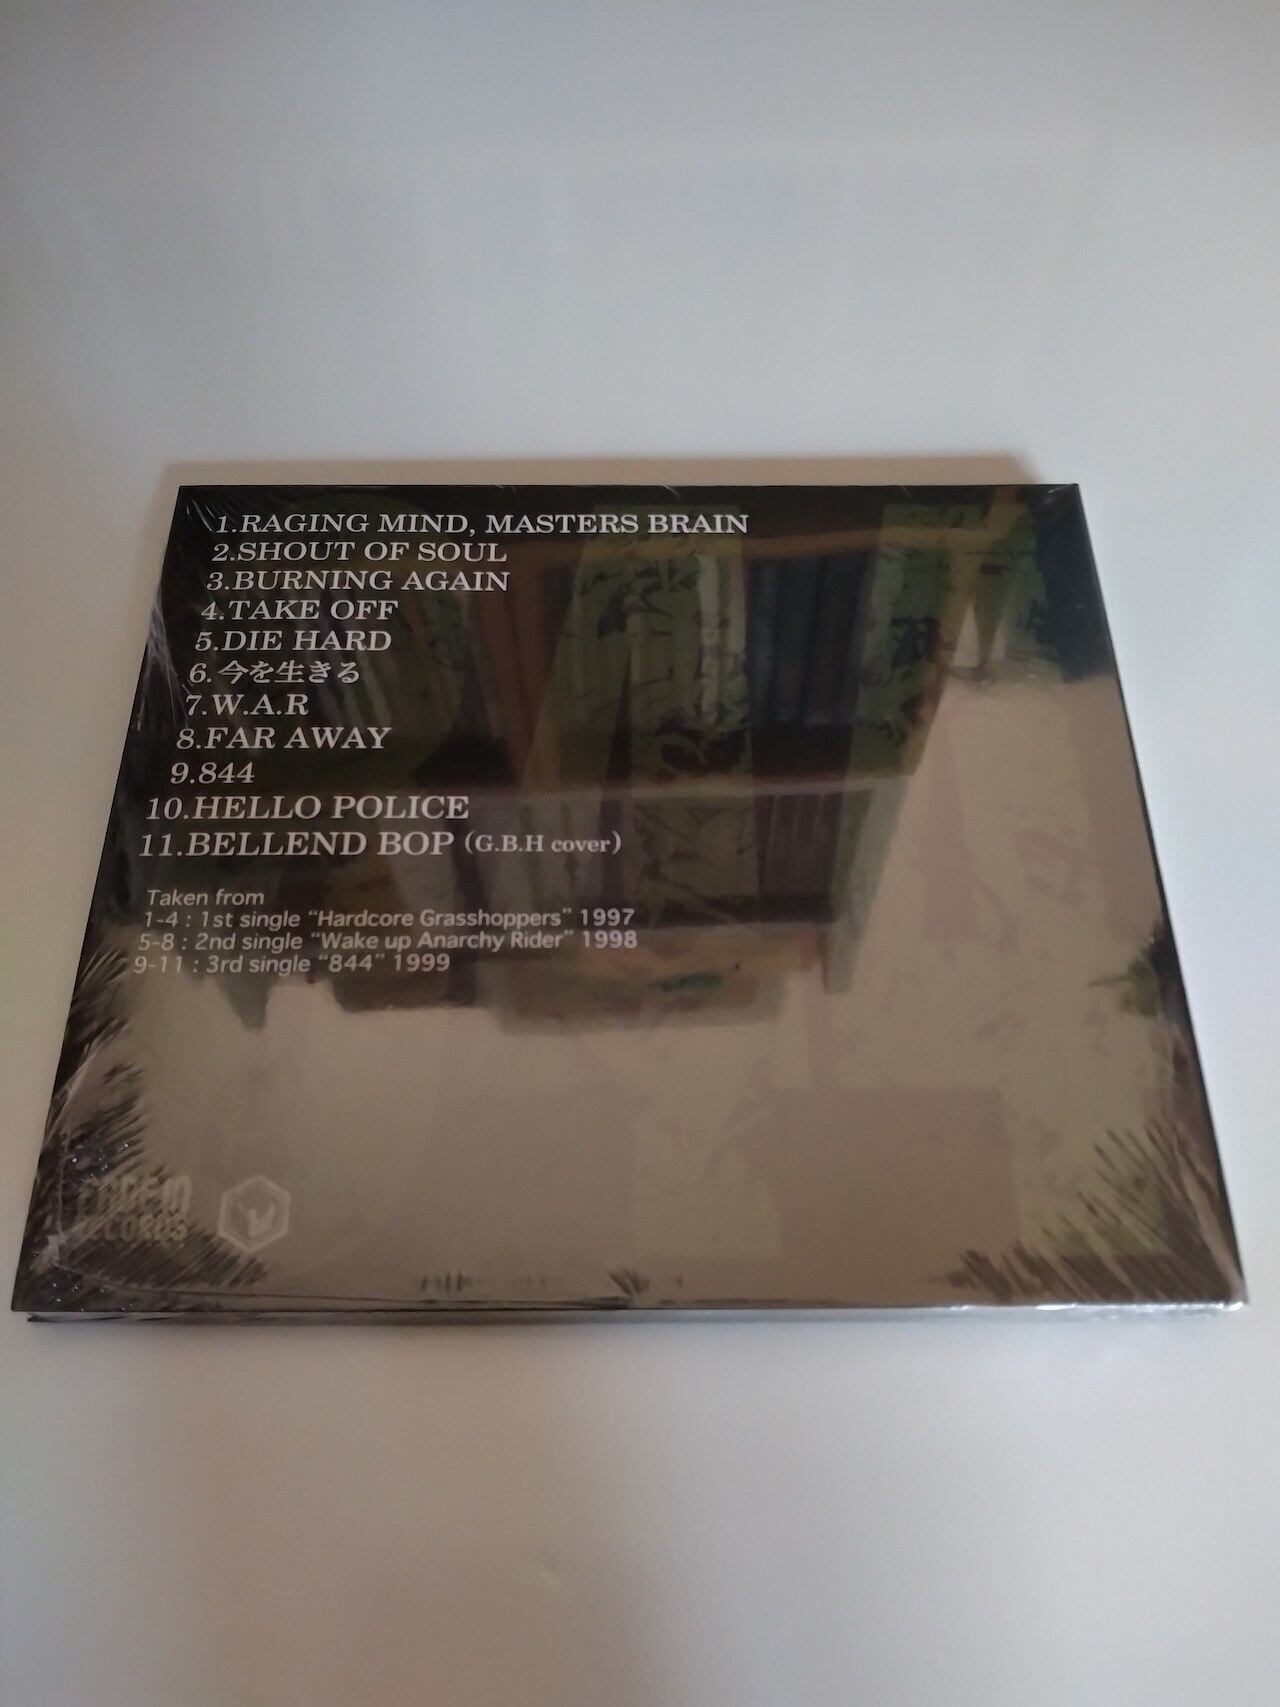 1.RAGING MIND, MASTERS BRAIN
2.SHOUT OF SOUL
3.BURNING AGAIN
4.TAKE OFF
5.DIE HARD
6.今を生きる
7.W.A.R
8.FAR AWAY
9.844
10.HELLO POLICE
11.BELLEND BOP (G.B.H cover)
Taken from
1-4 : 1st single “Hardcore Grasshoppers” 1997
5-8 : 2nd single “Wake up Anarchy Rider” 1998
9-11 : 3rd single “844” 1999
RECORDS